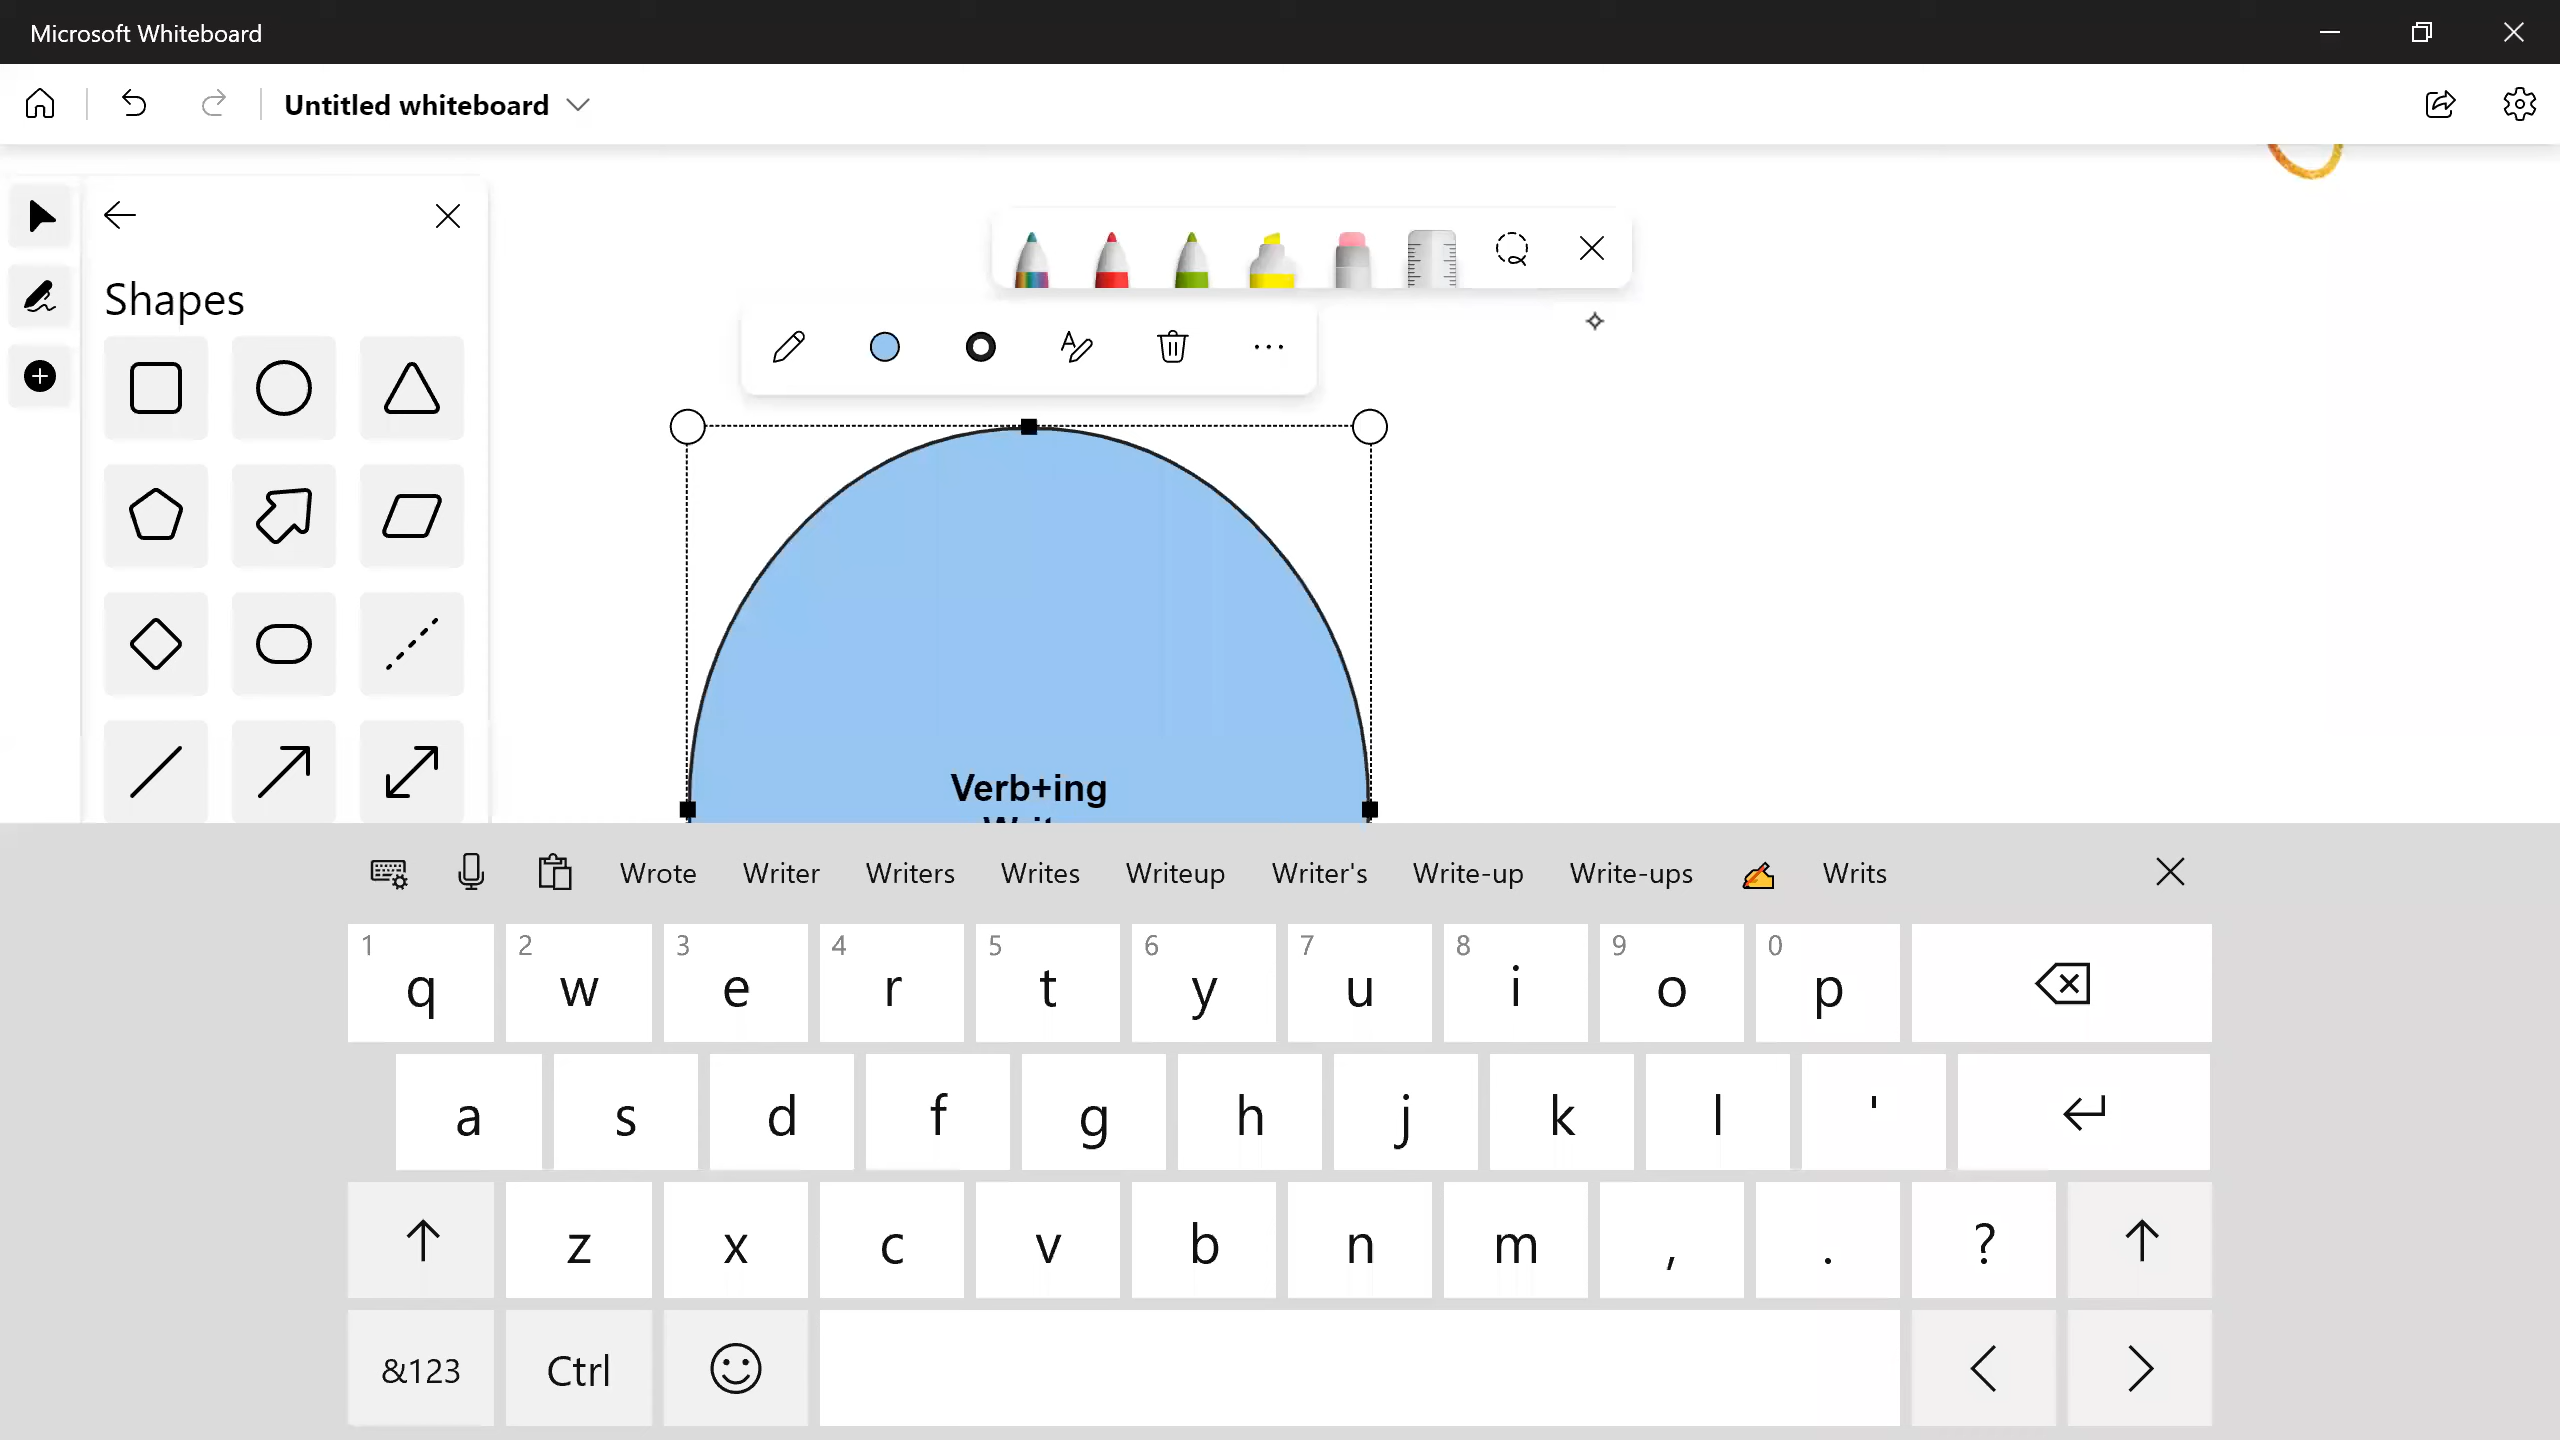 Microsoft Whiteboard
Untitled whiteboard
Shapes
Verb+ing
Wrote Writer Writers Writes Writeup Writer's Write-up Write-ups ✍ Writs
1 2 3 4 5 6 7 8 9 0
q w e r t y u i o p
a s d f g h j k l '
z x c v b n m , . ?
&123 Ctrl